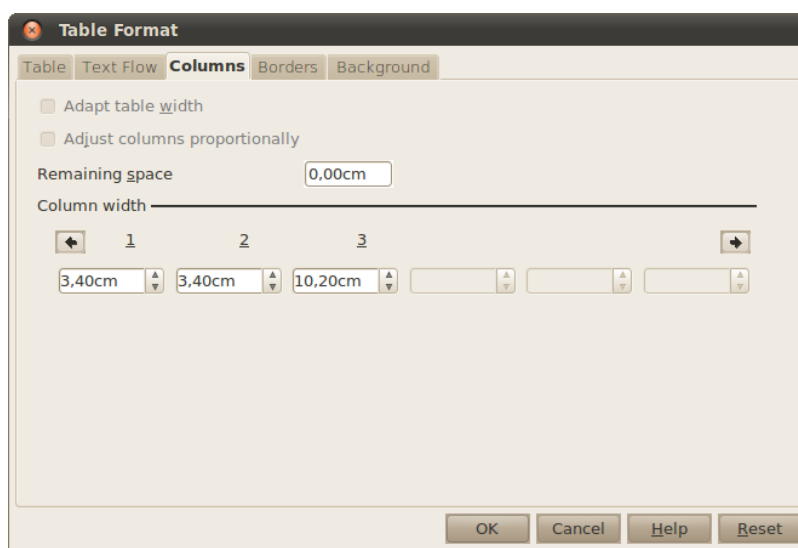 Table Format
Table Text Flow Columns Borders Background
Adapt table width
Adjust columns proportionally
Remaining space 0,00cm
Column width
1 2 3
3,40cm 3,40cm 10,20cm
OK Cancel Help Reset